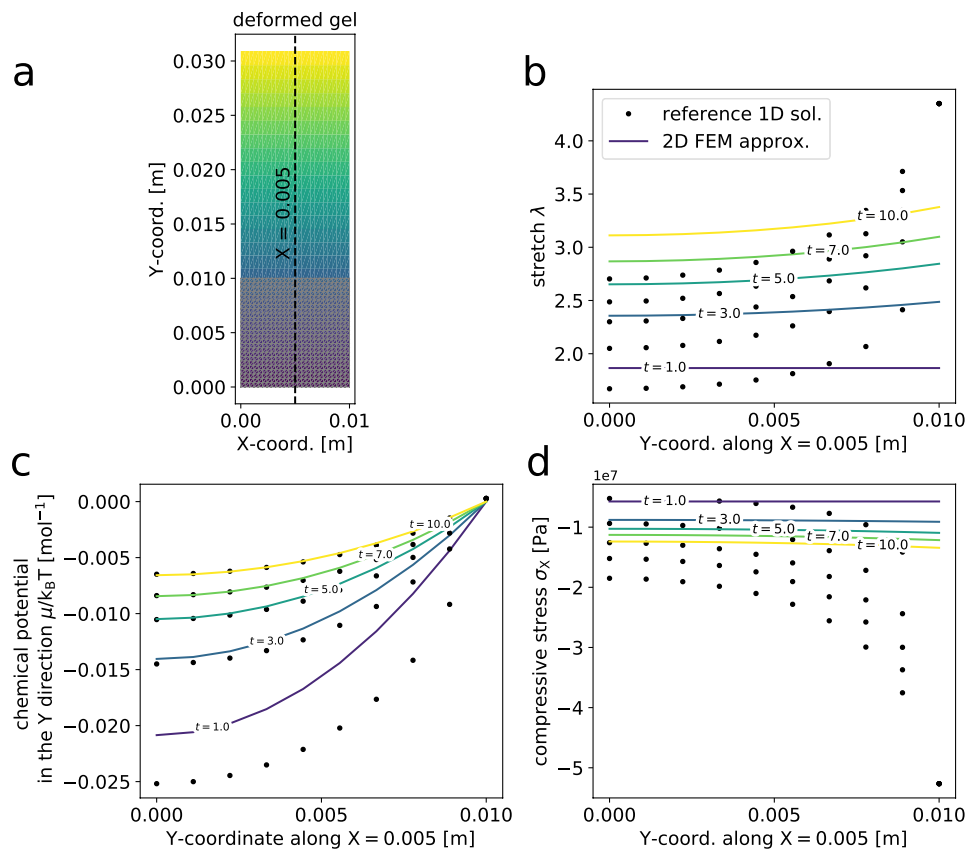 a
deformed gel
0.030
0.025
0.020
0.015
0.010
0.005
0.000
Y-coord. [m]
X = 0.005
0.00
0.01
X-coord. [m]
b
reference 1D sol.
2D FEM approx.
4.0
3.5
3.0
2.5
2.0
stretch λ
t = 10.0
t = 7.0
t = 5.0
t = 3.0
t = 1.0
0.000
0.005
0.010
Y-coord. along X = 0.005 [m]
c
0.000
−0.005
−0.010
−0.015
−0.020
−0.025
chemical potential
in the Y direction μ/kBT [mol−1]
t = 10.0
t = 7.0
t = 5.0
t = 3.0
t = 1.0
0.000
0.005
0.010
Y-coordinate along X = 0.005 [m]
d
1e7
−1
−2
−3
−4
−5
compressive stress σX [Pa]
t = 1.0
t = 3.0
t = 5.0
t = 7.0
t = 10.0
0.000
0.005
0.010
Y-coord. along X = 0.005 [m]